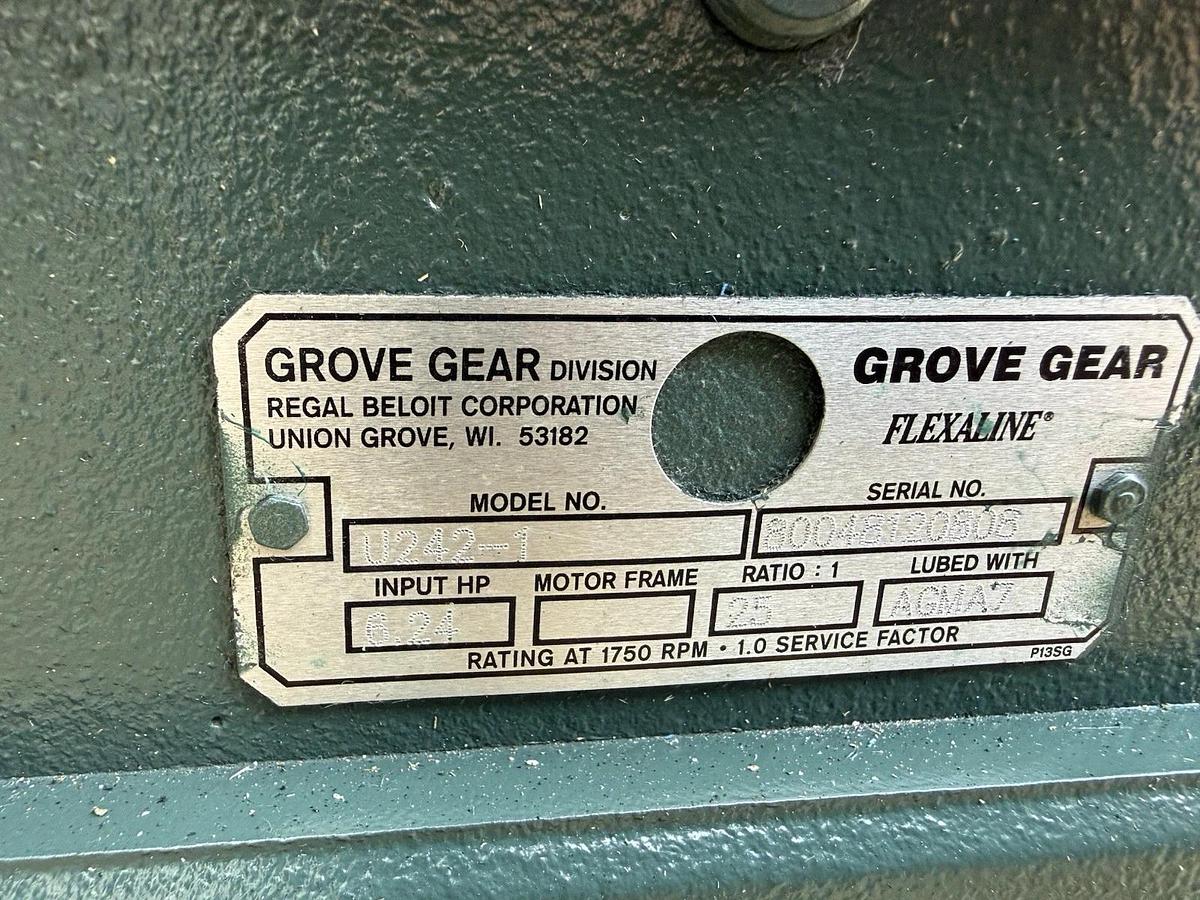 GROVE GEAR DIVISION
REGAL BELOIT CORPORATION
UNION GROVE, WI. 53182
GROVE GEAR
FLEXALINE®
MODEL NO.
U242-1
SERIAL NO.
INPUT HP
6.24
MOTOR FRAME
RATIO : 1
25
LUBED WITH
AGMA7
RATING AT 1750 RPM • 1.0 SERVICE FACTOR
P13SG